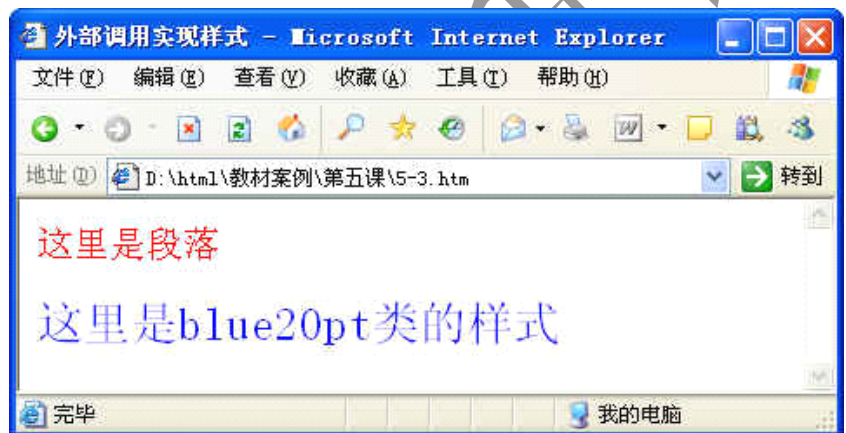 外部调用实现样式 - Microsoft Internet Explorer
文件(F) 编辑(E) 查看(V) 收藏(A) 工具(T) 帮助(H)
地址(D) D:\html\教材案例\第五课\5-3.htm 转到
这里是段落
这里是blue20pt类的样式
完毕 我的电脑